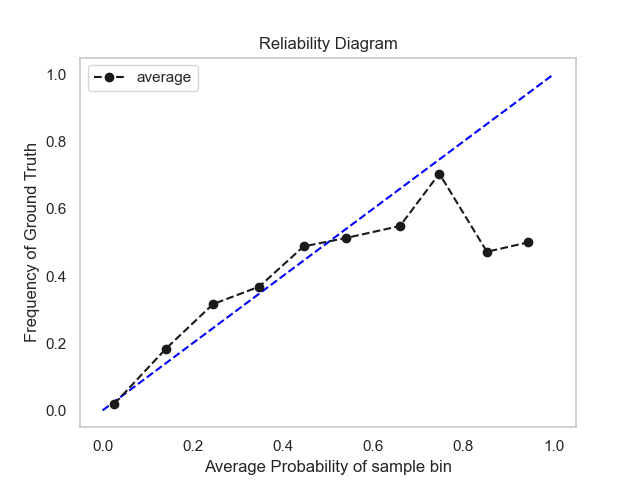 Reliability Diagram
average
Frequency of Ground Truth
1.0
0.8
0.6
0.4
0.2
0.0
0.0 0.2 0.4 0.6 0.8 1.0
Average Probability of sample bin